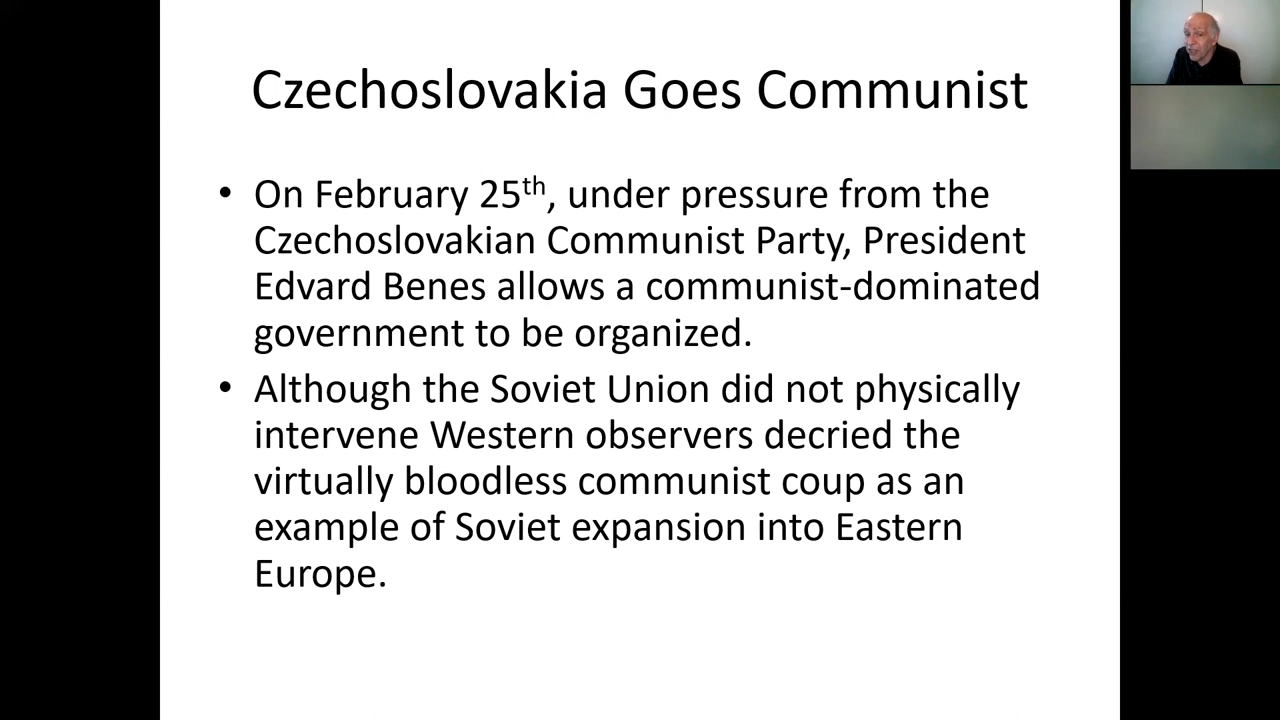 Czechoslovakia Goes Communist
• On February 25th, under pressure from the
Czechoslovakian Communist Party, President
Edvard Benes allows a communist-dominated
government to be organized.
• Although the Soviet Union did not physically
intervene Western observers decried the
virtually bloodless communist coup as an
example of Soviet expansion into Eastern
Europe.